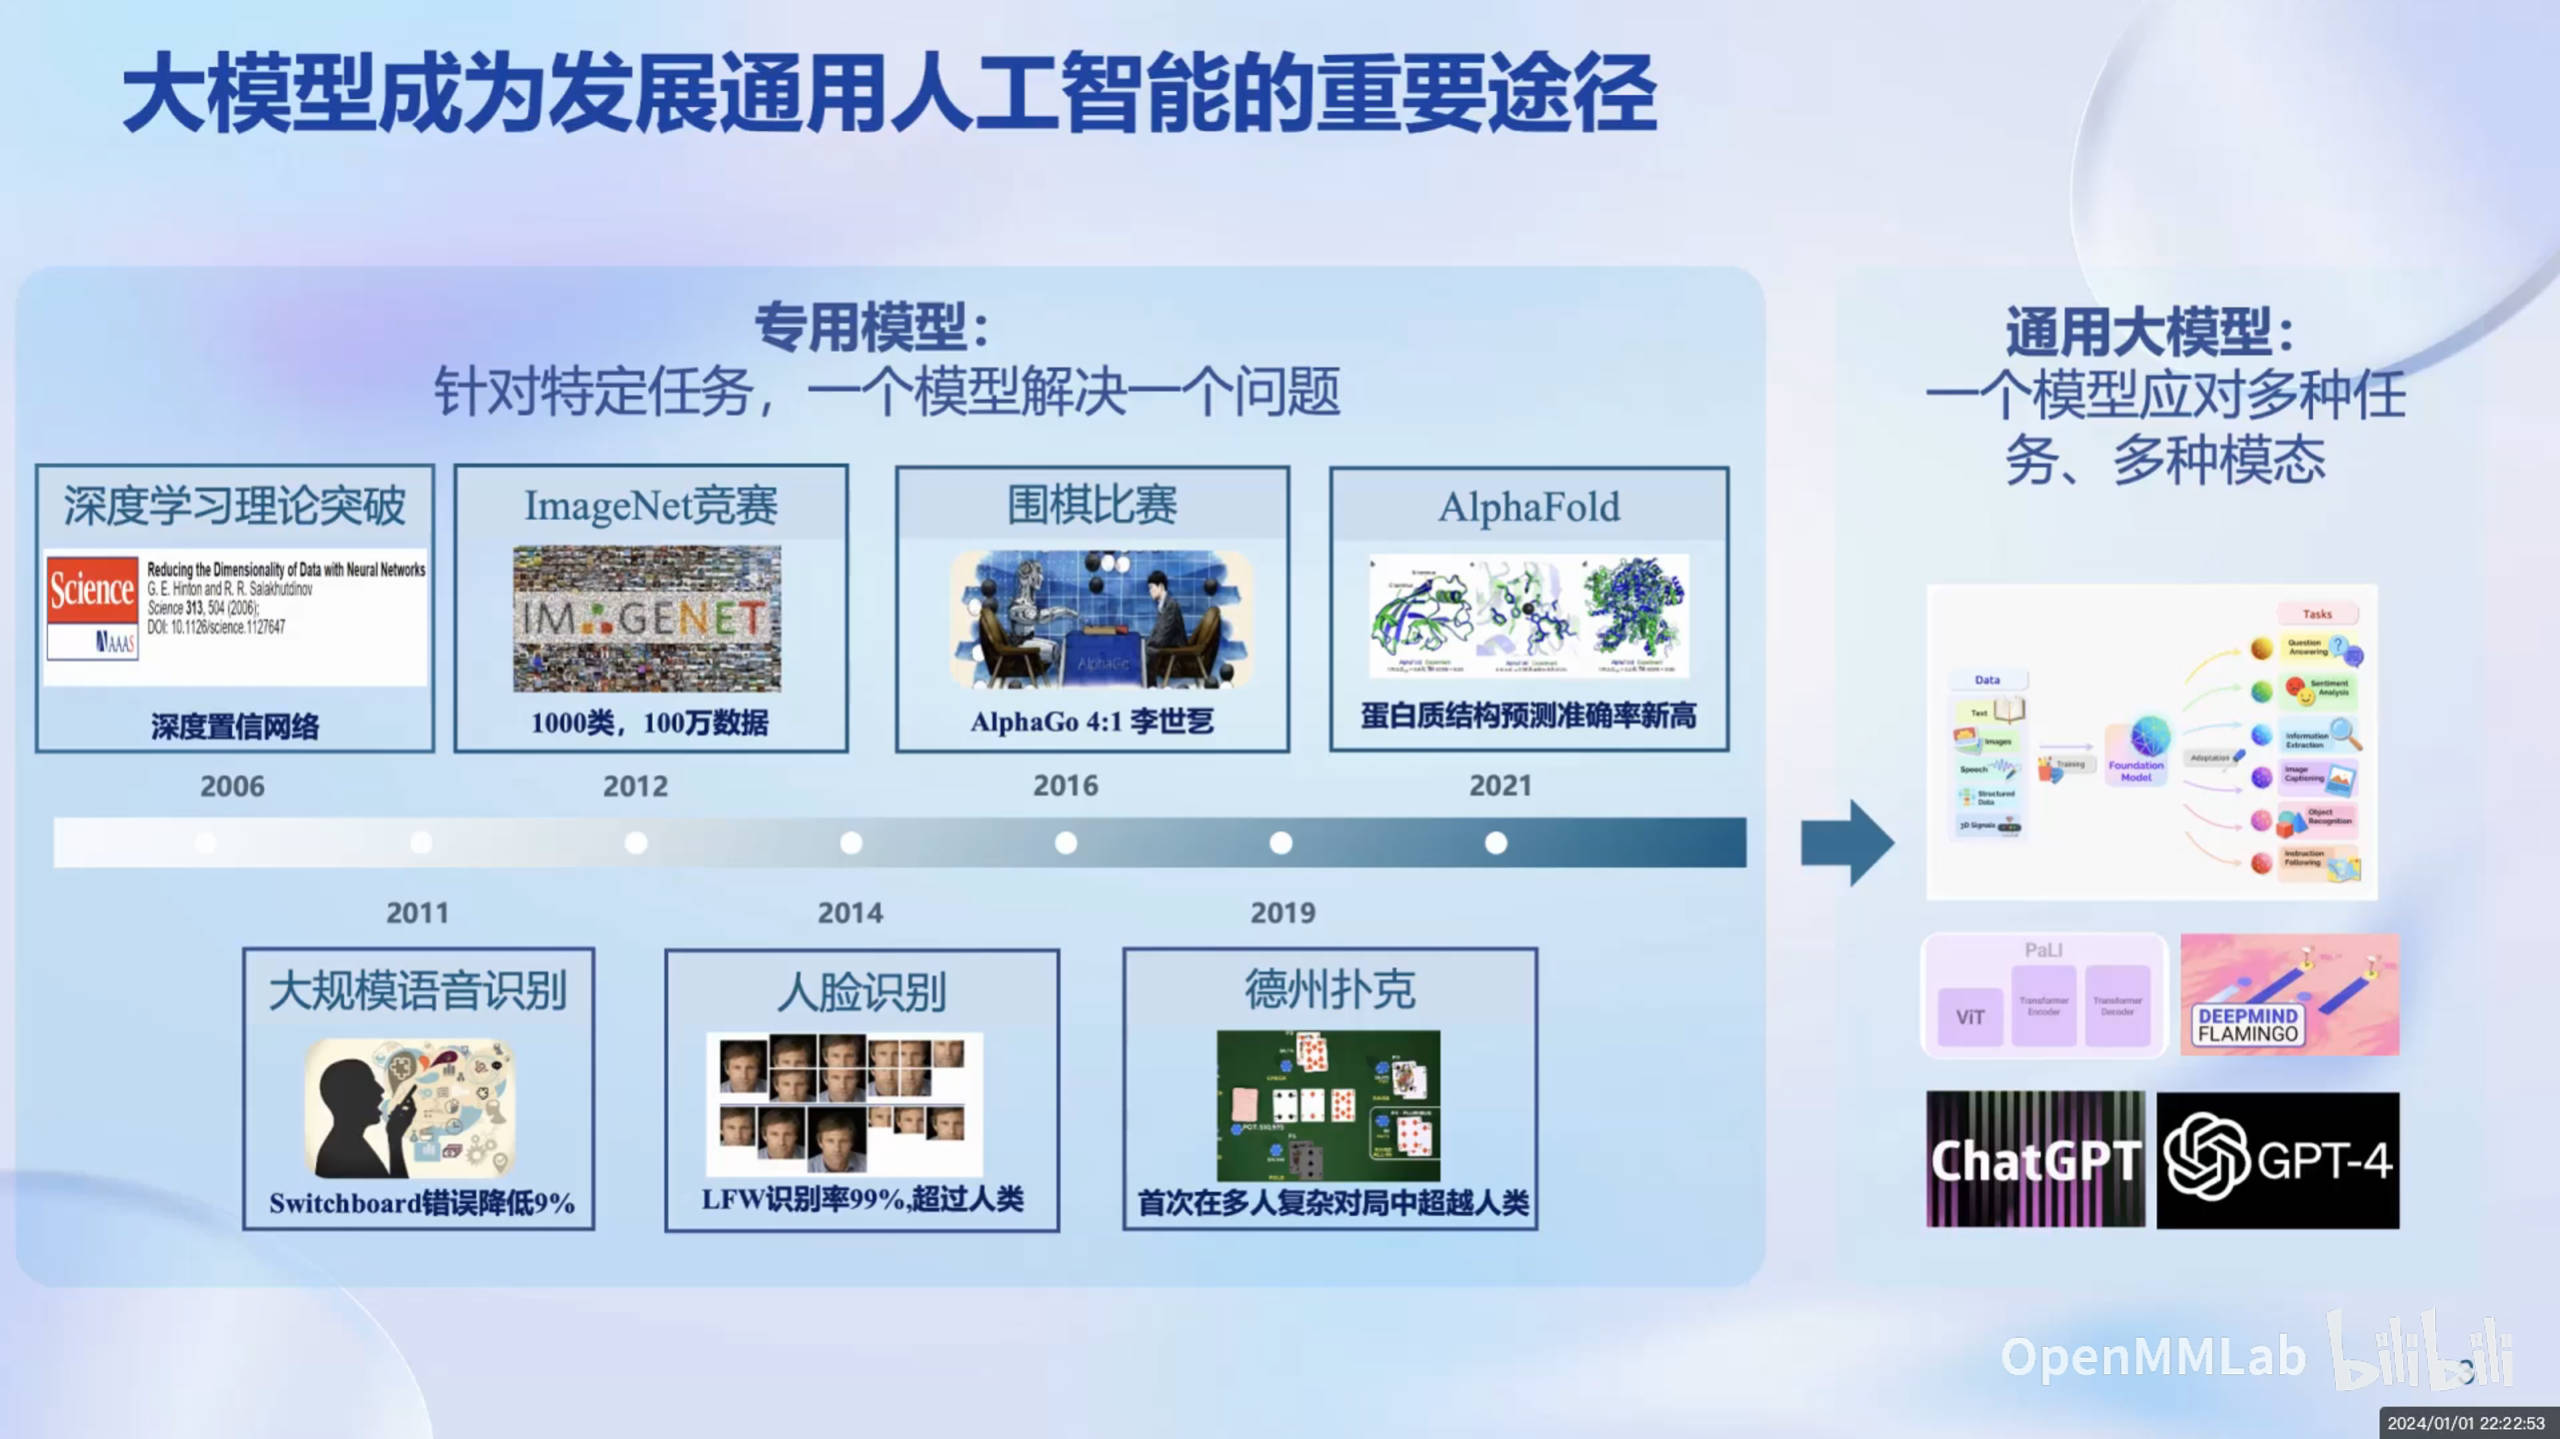 大模型成为发展通用人工智能的重要途径
专用模型：
针对特定任务，一个模型解决一个问题
深度学习理论突破
Science
AAAS
Reducing the Dimensionality of Data with Neural Networks
G. E. Hinton and R. R. Salakhutdinov
Science 313, 504 (2006);
DOI: 10.1126/science.1127647
深度置信网络
2006
ImageNet竞赛
IMAGENET
1000类，100万数据
2012
围棋比赛
AlphaGo
AlphaGo 4:1 李世乭
2016
AlphaFold
蛋白质结构预测准确率新高
2021
2011
大规模语音识别
Switchboard错误降低9%
2014
人脸识别
LFW识别率99%,超过人类
2019
德州扑克
首次在多人复杂对局中超越人类
通用大模型：
一个模型应对多种任
务、多种模态
Data
Text
Images
Speech
Structured
Data
3D Signals
Training
Foundation
Model
Adaptation
Tasks
Question
Answering
Sentiment
Analysis
Information
Extraction
Image
Captioning
Object
Recognition
Instruction
Following
PaLI
ViT
Transformer
Encoder
Transformer
Decoder
DEEPMIND
FLAMINGO
ChatGPT
GPT-4
OpenMMLab bilibili
2024/01/01 22:22:53